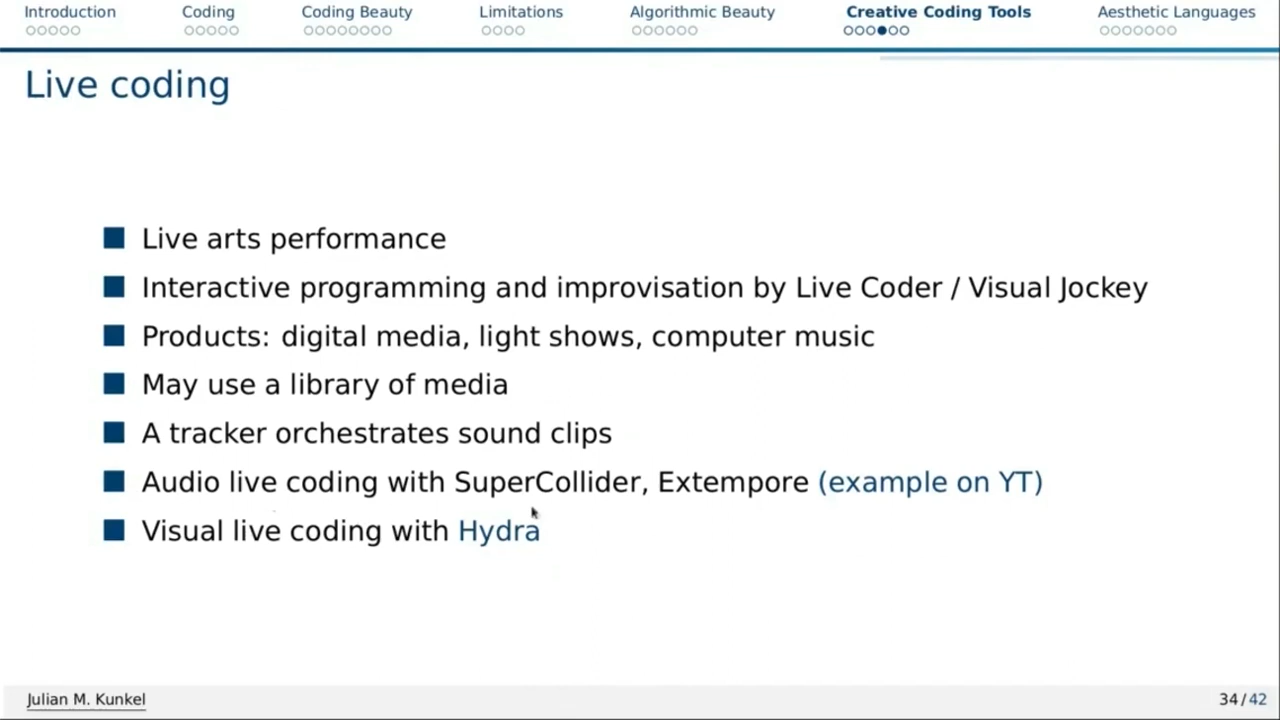 Introduction Coding Coding Beauty Limitations Algorithmic Beauty Creative Coding Tools Aesthetic Languages
Live coding
Live arts performance
Interactive programming and improvisation by Live Coder / Visual Jockey
Products: digital media, light shows, computer music
May use a library of media
A tracker orchestrates sound clips
Audio live coding with SuperCollider, Extempore (example on YT)
Visual live coding with Hydra
Julian M. Kunkel 34/42